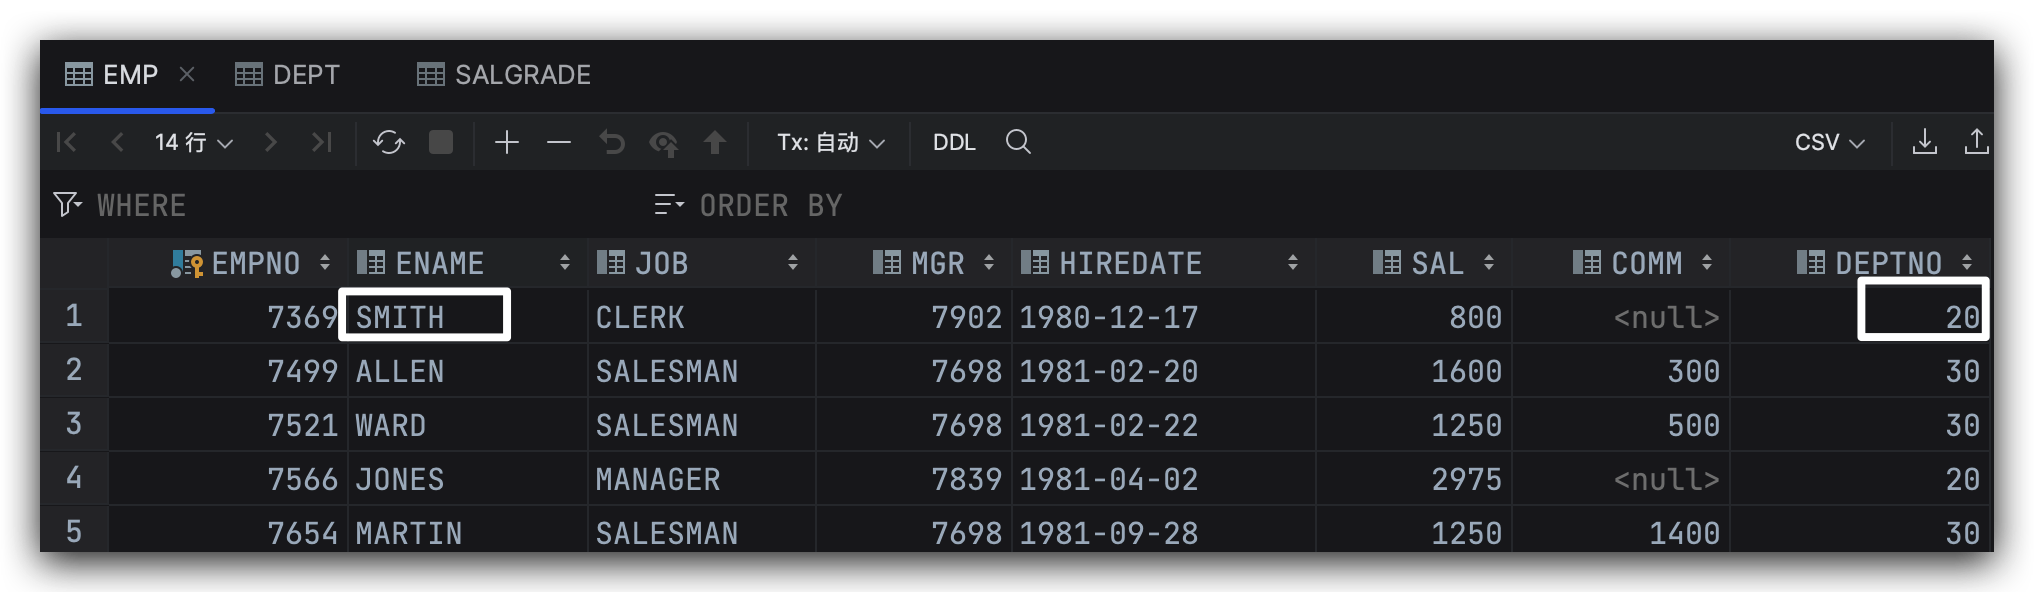 EMP DEPT SALGRADE
14 行 Tx: 自动 DDL CSV
WHERE ORDER BY
EMPNO ENAME JOB MGR HIREDATE SAL COMM DEPTNO
1 7369 SMITH CLERK 7902 1980-12-17 800 <null> 20
2 7499 ALLEN SALESMAN 7698 1981-02-20 1600 300 30
3 7521 WARD SALESMAN 7698 1981-02-22 1250 500 30
4 7566 JONES MANAGER 7839 1981-04-02 2975 <null> 20
5 7654 MARTIN SALESMAN 7698 1981-09-28 1250 1400 30